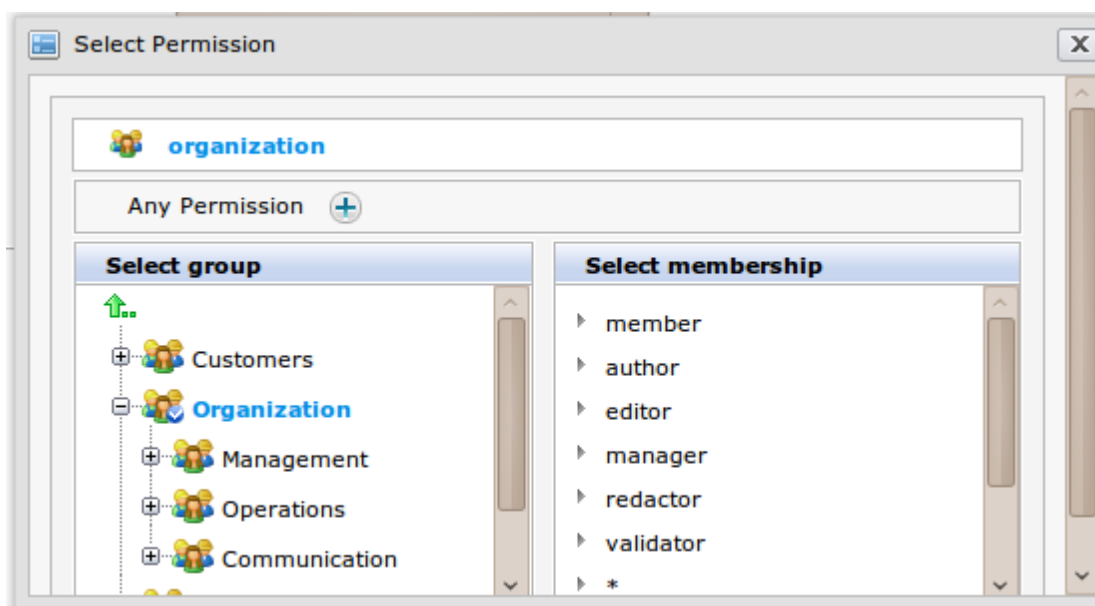 Select Permission
organization
Any Permission
Select group
Customers
Organization
Management
Operations
Communication
Select membership
member
author
editor
manager
redactor
validator
*